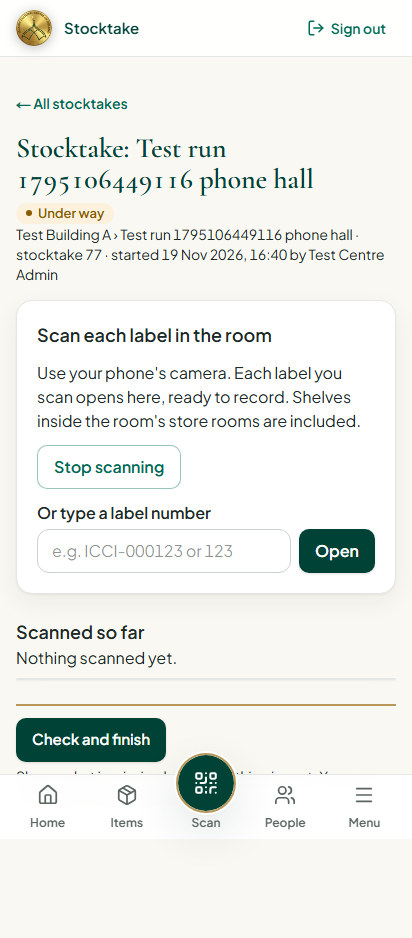 Stocktake
Sign out
← All stocktakes
Stocktake: Test run
1795106449116 phone hall
Under way
Test Building A › Test run 1795106449116 phone hall ·
stocktake 77 · started 19 Nov 2026, 16:40 by Test Centre
Admin
Scan each label in the room
Use your phone's camera. Each label you
scan opens here, ready to record. Shelves
inside the room's store rooms are included.
Stop scanning
Or type a label number
e.g. ICCI-000123 or 123
Open
Scanned so far
Nothing scanned yet.
Check and finish
Home
Items
Scan
People
Menu